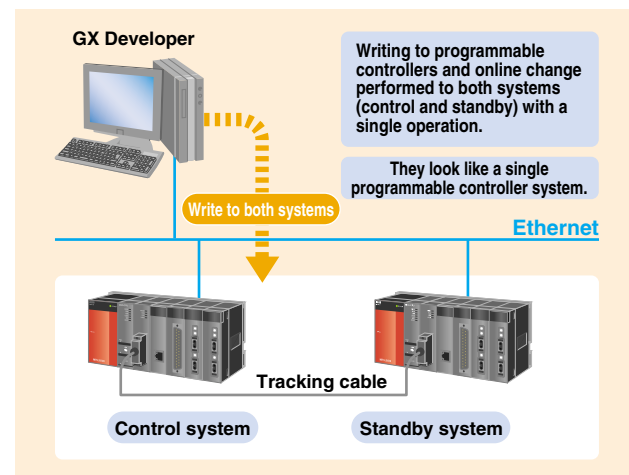 GX Developer
Writing to programmable
controllers and online change
performed to both systems
(control and standby) with a
single operation.
They look like a single
programmable controller system.
Write to both systems
Ethernet
Tracking cable
Control system
Standby system